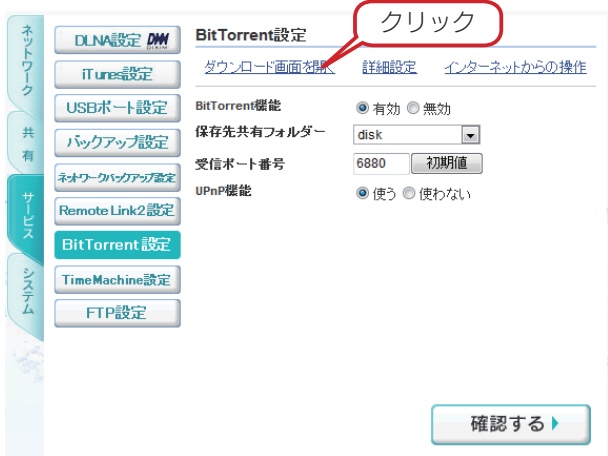 ネットワーク
共有
サービス
システム
DLNA設定 DiXiM
iTunes設定
USBポート設定
バックアップ設定
ネットワークバックアップ設定
Remote Link2設定
BitTorrent設定
TimeMachine設定
FTP設定
BitTorrent設定
クリック
ダウンロード画面を開く 詳細設定 インターネットからの操作
BitTorrent機能 有効 無効
保存先共有フォルダー disk
受信ポート番号 6880 初期値
UPnP機能 使う 使わない
確認する